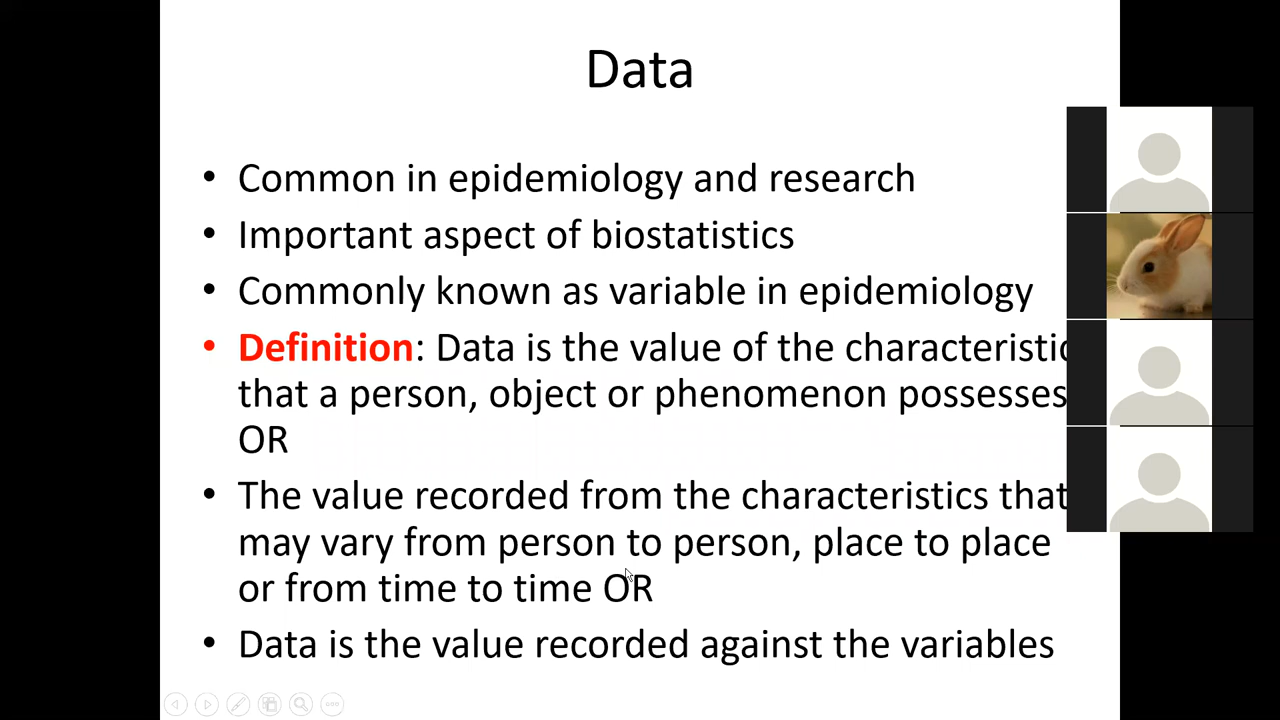 Data
• Common in epidemiology and research
• Important aspect of biostatistics
• Commonly known as variable in epidemiology
• Definition: Data is the value of the characteristic
that a person, object or phenomenon possesses
OR
• The value recorded from the characteristics that
may vary from person to person, place to place
or from time to time OR
• Data is the value recorded against the variables